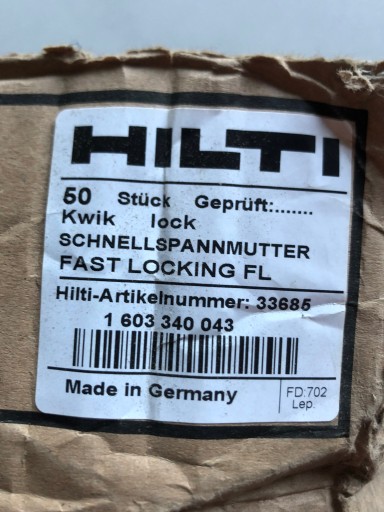 HILTI
50 Stück Geprüft:.......
Kwik lock
SCHNELLSPANNMUTTER
FAST LOCKING FL
Hilti-Artikelnummer: 33685
1 603 340 043
Made in Germany
FD:702
Lep.